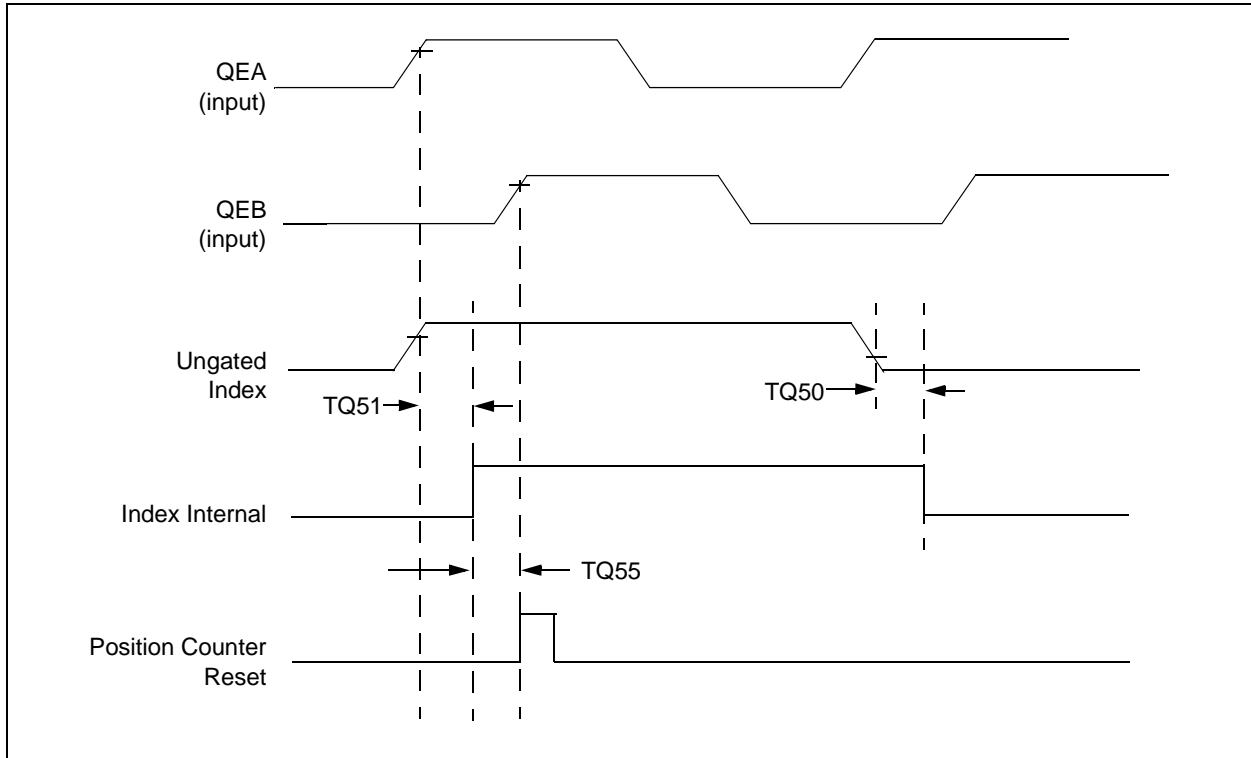 QEA
(input)
QEB
(input)
Ungated
Index
TQ51
TQ50
Index Internal
TQ55
Position Counter
Reset